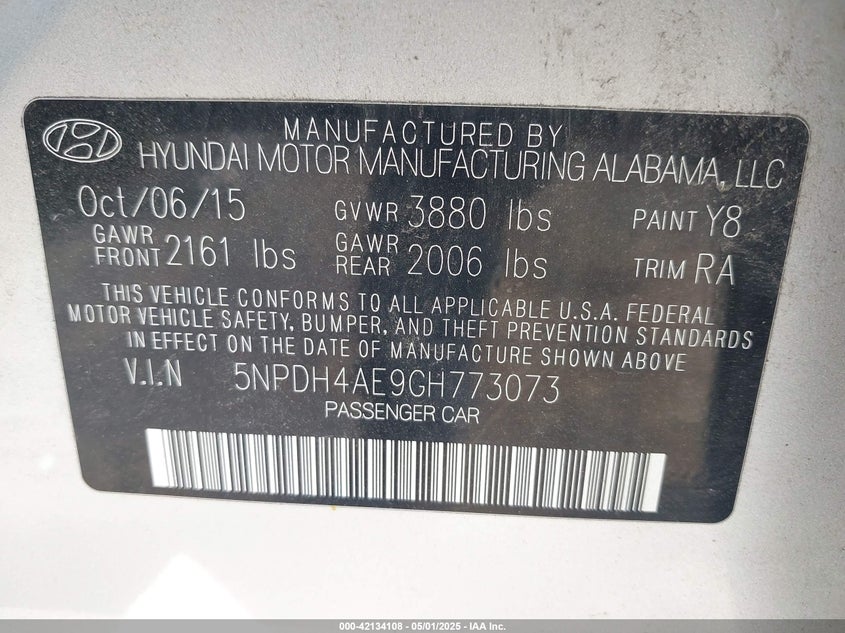 MANUFACTURED BY
HYUNDAI MOTOR MANUFACTURING ALABAMA, LLC
Oct/06/15 GVWR 3880 lbs PAINT Y8
GAWR FRONT 2161 lbs GAWR REAR 2006 lbs TRIM RA
THIS VEHICLE CONFORMS TO ALL APPLICABLE U.S.A. FEDERAL
MOTOR VEHICLE SAFETY, BUMPER, AND THEFT PREVENTION STANDARDS
IN EFFECT ON THE DATE OF MANUFACTURE SHOWN ABOVE
V.I.N 5NPDH4AE9GH773073
PASSENGER CAR
000-42134108 - 05/01/2025 - IAA Inc.